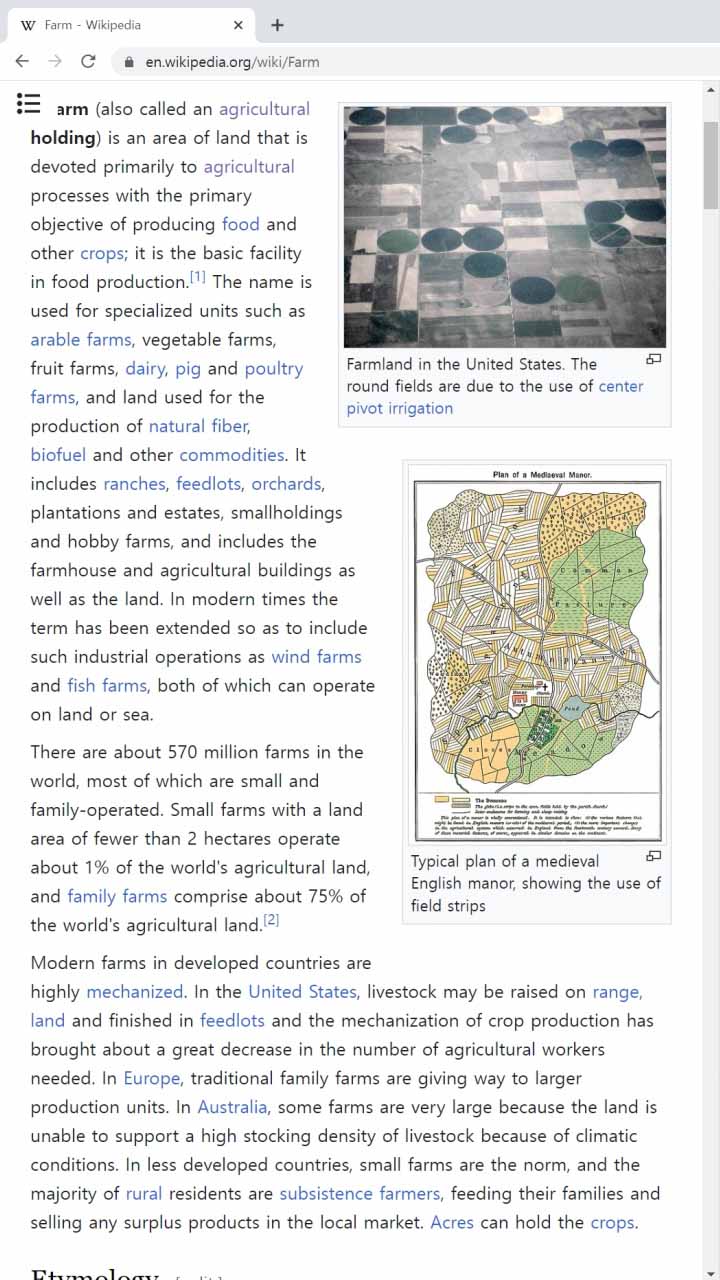 Farm - Wikipedia
en.wikipedia.org/wiki/Farm
arm (also called an agricultural
holding) is an area of land that is
devoted primarily to agricultural
processes with the primary
objective of producing food and
other crops; it is the basic facility
in food production.[1] The name is
used for specialized units such as
arable farms, vegetable farms,
fruit farms, dairy, pig and poultry
farms, and land used for the
production of natural fiber,
biofuel and other commodities. It
includes ranches, feedlots, orchards,
plantations and estates, smallholdings
and hobby farms, and includes the
farmhouse and agricultural buildings as
well as the land. In modern times the
term has been extended so as to include
such industrial operations as wind farms
and fish farms, both of which can operate
on land or sea.
Farmland in the United States. The
round fields are due to the use of center
pivot irrigation
Plan of a Mediaeval Manor.
Common
Pasture
Pond
Close
Meadow
The Demesne
Typical plan of a medieval
English manor, showing the use of
field strips
There are about 570 million farms in the
world, most of which are small and
family-operated. Small farms with a land
area of fewer than 2 hectares operate
about 1% of the world's agricultural land,
and family farms comprise about 75% of
the world's agricultural land.[2]
Modern farms in developed countries are
highly mechanized. In the United States, livestock may be raised on range,
land and finished in feedlots and the mechanization of crop production has
brought about a great decrease in the number of agricultural workers
needed. In Europe, traditional family farms are giving way to larger
production units. In Australia, some farms are very large because the land is
unable to support a high stocking density of livestock because of climatic
conditions. In less developed countries, small farms are the norm, and the
majority of rural residents are subsistence farmers, feeding their families and
selling any surplus products in the local market. Acres can hold the crops.
Etymology [edit]